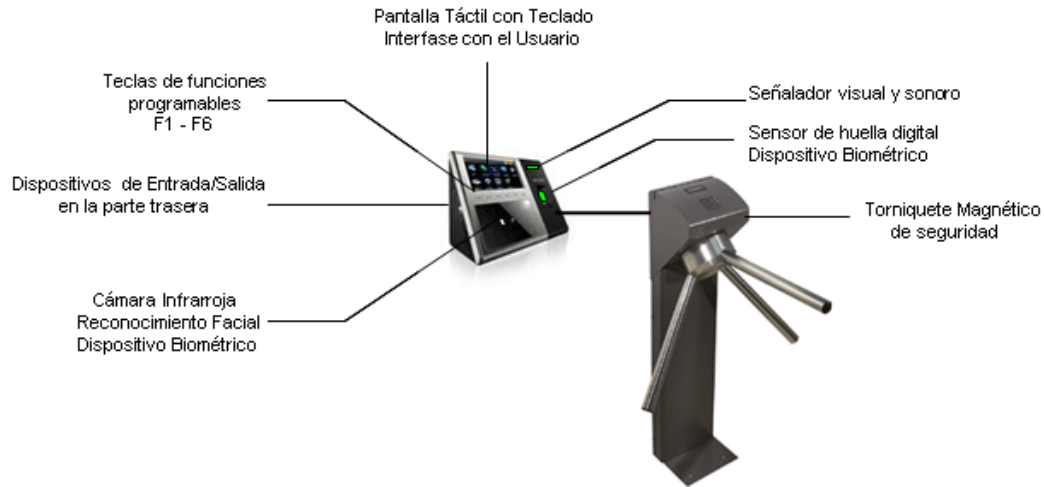 Pantalla Táctil con Teclado
Interfase con el Usuario
Teclas de funciones
programables
F1 - F6
Señalador visual y sonoro
Sensor de huella digital
Dispositivo Biométrico
Dispositivos de Entrada/Salida
en la parte trasera
Torniquete Magnético
de seguridad
Cámara Infrarroja
Reconocimiento Facial
Dispositivo Biométrico